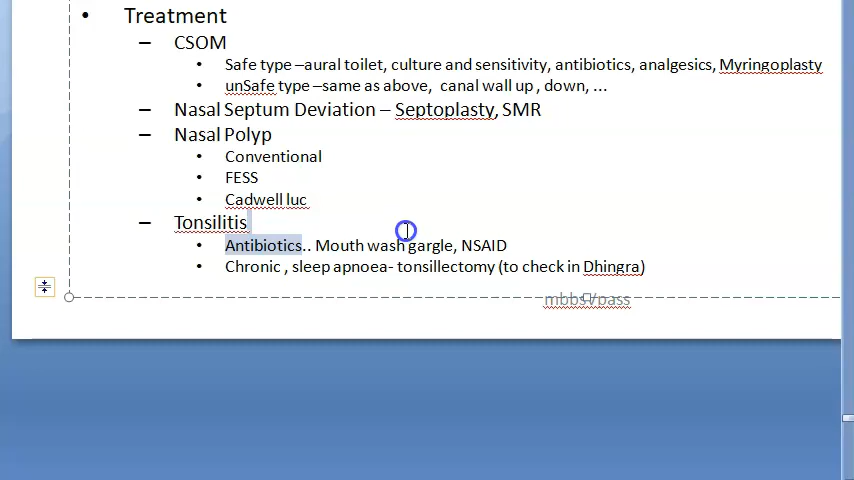 • Treatment
– CSOM
• Safe type –aural toilet, culture and sensitivity, antibiotics, analgesics, Myringoplasty
• unSafe type –same as above, canal wall up , down, ...
– Nasal Septum Deviation – Septoplasty, SMR
– Nasal Polyp
• Conventional
• FESS
• Cadwell luc
– Tonsilitis
• Antibiotics.. Mouth wash gargle, NSAID
• Chronic , sleep apnoea- tonsillectomy (to check in Dhingra)